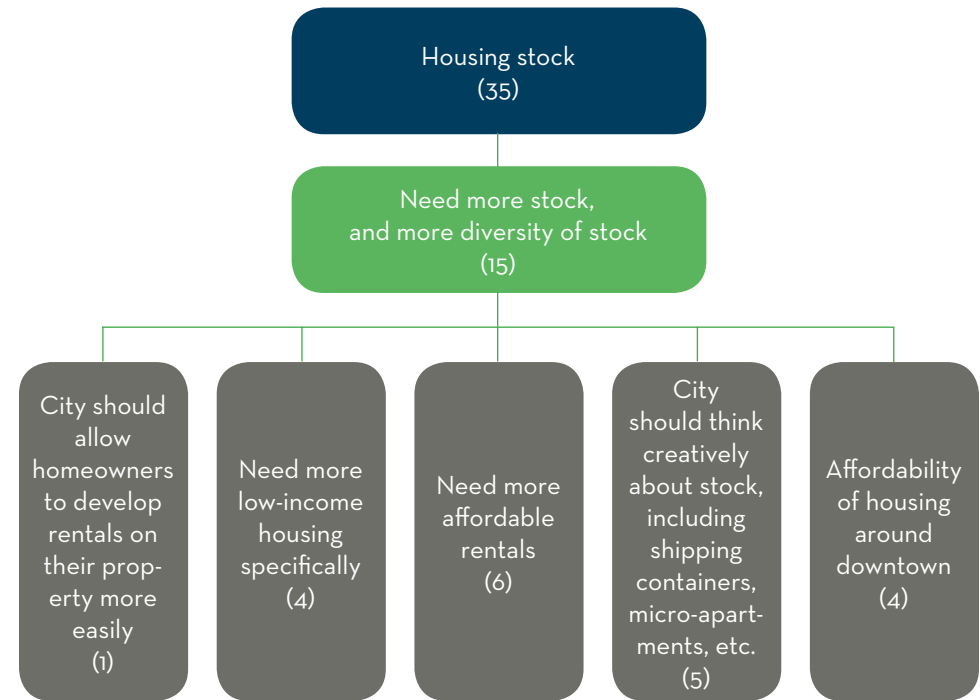 Housing stock
(35)
Need more stock,
and more diversity of stock
(15)
City should
allow
homeowners
to develop
rentals on
their prop-
erty more
easily
(1)
Need more
low-income
housing
specifically
(4)
Need more
affordable
rentals
(6)
City
should think
creatively
about stock,
including
shipping
containers,
micro-apart-
ments, etc.
(5)
Affordability
of housing
around
downtown
(4)